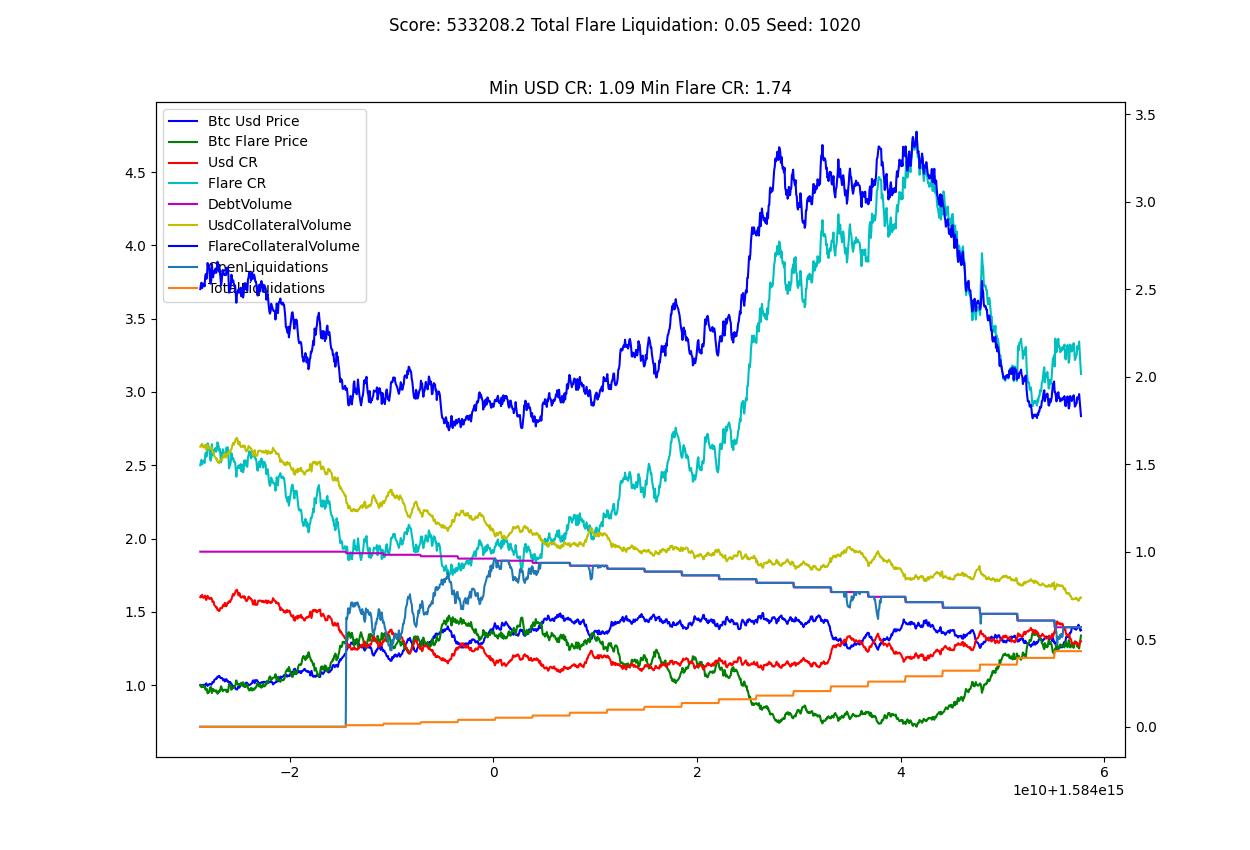 Score: 533208.2 Total Flare Liquidation: 0.05 Seed: 1020
Min USD CR: 1.09 Min Flare CR: 1.74
Btc Usd Price
Btc Flare Price
Usd CR
Flare CR
DebtVolume
UsdCollateralVolume
FlareCollateralVolume
OpenLiquidations
TotalLiquidations
4.5
4.0
3.5
3.0
2.5
2.0
1.5
1.0
3.5
3.0
2.5
2.0
1.5
1.0
0.5
0.0
−2
0
2
4
6
1e10+1.584e15